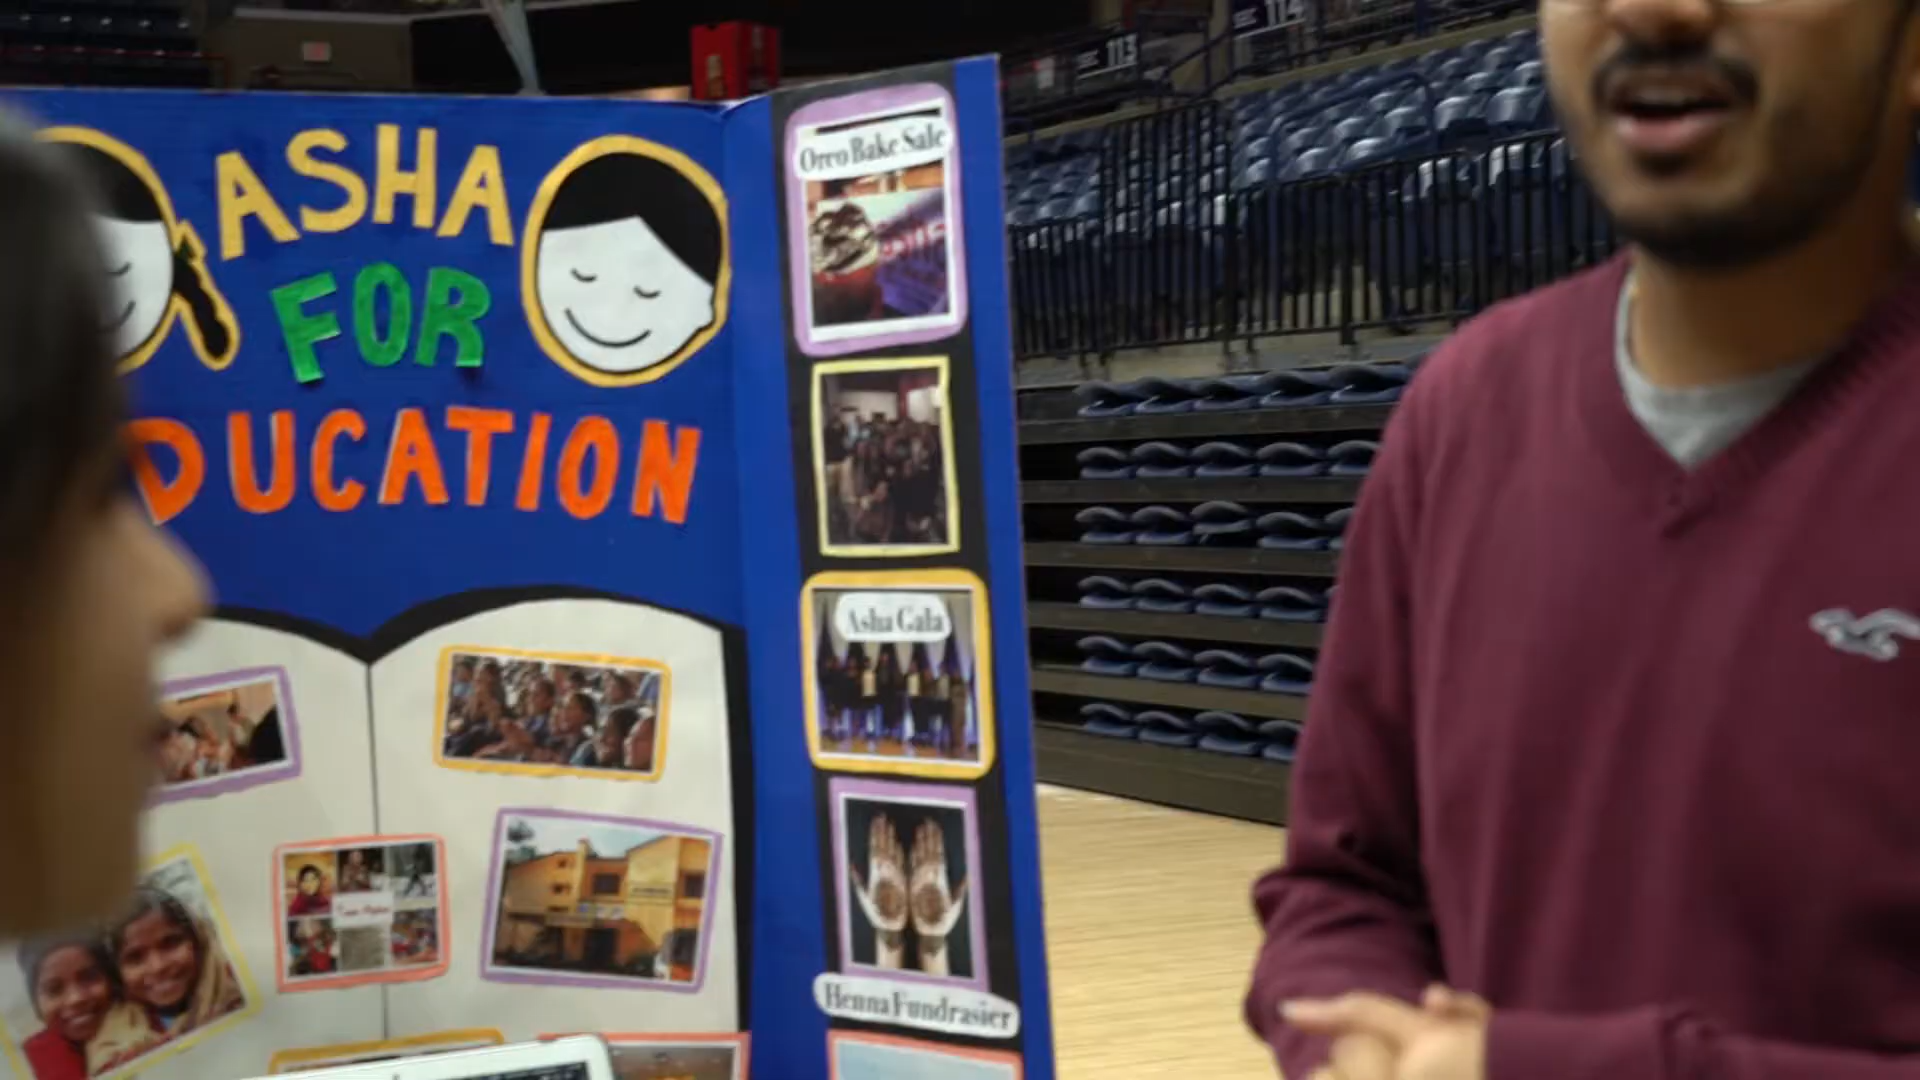 ASHA
FOR
DUCATION
Oreo Bake Sale
Asha Gala
Henna Fundrasier
113
114